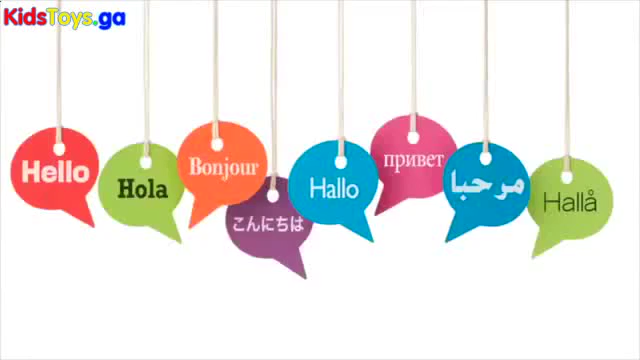 KidsToys.ga
Hello
Hola
Bonjour
こんにちは
Hallo
привет
مرحبا
Hallå